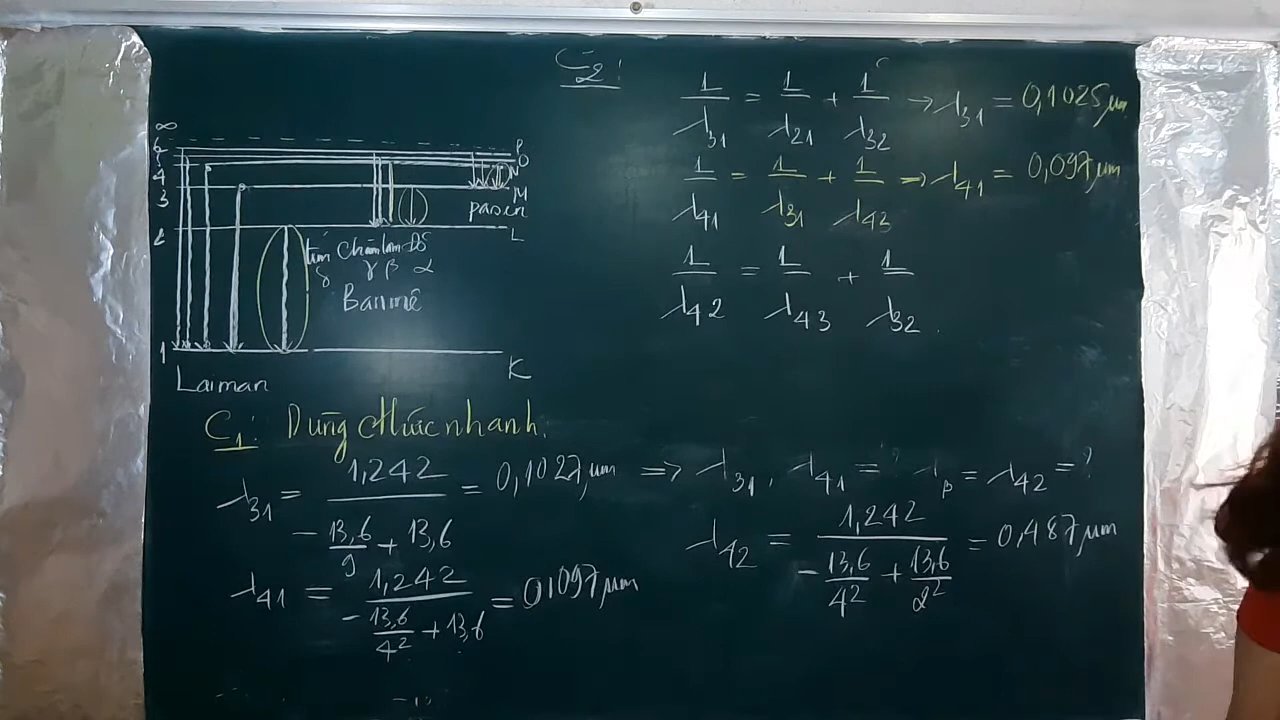 C2:
1/λ31 = 1/λ21 + 1/λ32 → λ31 = 0,1025 µm
1/λ41 = 1/λ31 + 1/λ43 → λ41 = 0,097 µm
1/λ42 = 1/λ43 + 1/λ32
∞
6 P
5 O
4 N
3 M
pasen
2 L
tím Chàm lam Đỏ
δ γ β α
Banmê
1 K
Laiman
C1: Dùng thức nhanh.
λ31 = 1,242/(-13,6/9 + 13,6) = 0,1027 µm ⇒ λ31, λ41 = ? λβ = λ42 = ?
λ41 = 1,242/(-13,6/4² + 13,6) = 0,097 µm
λ42 = 1,242/(-13,6/4² + 13,6/2²) = 0,487 µm